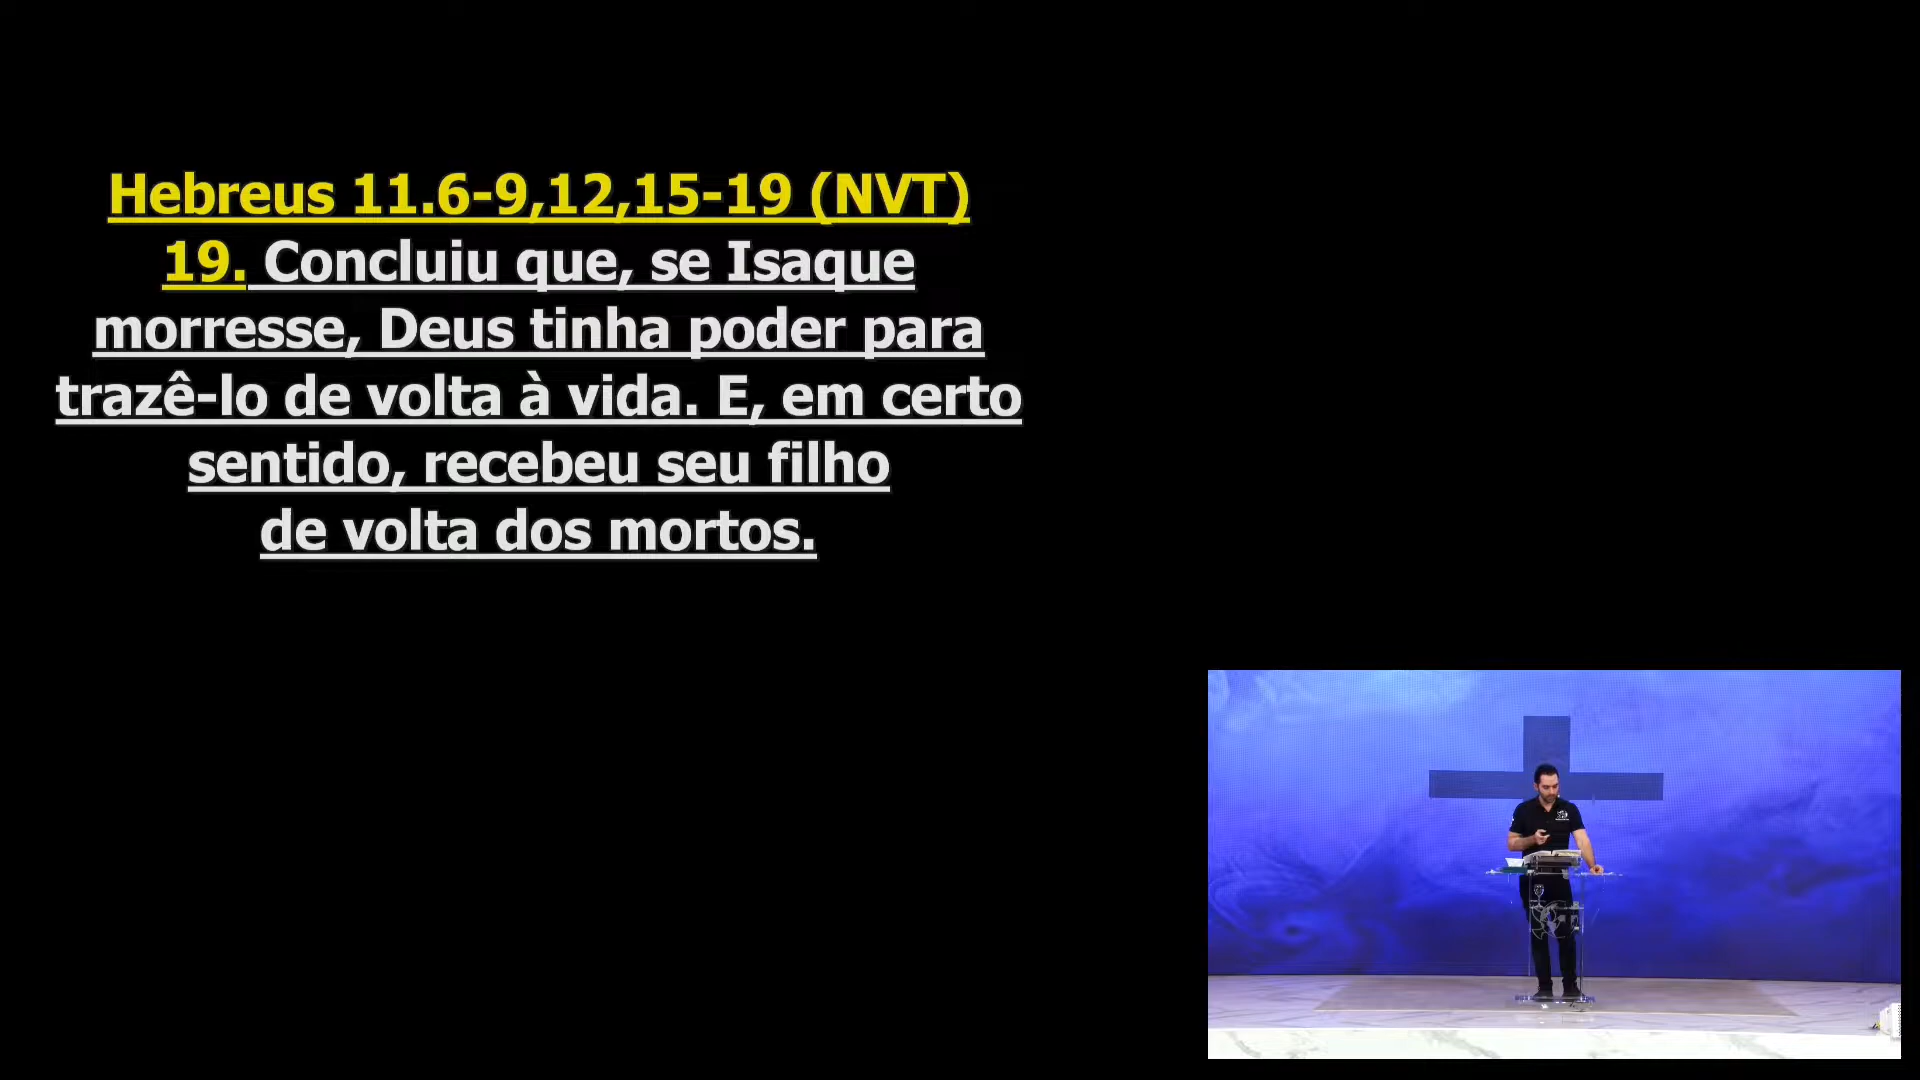 Hebreus 11.6-9,12,15-19 (NVT)
19. Concluiu que, se Isaque
morresse, Deus tinha poder para
trazê-lo de volta à vida. E, em certo
sentido, recebeu seu filho
de volta dos mortos.